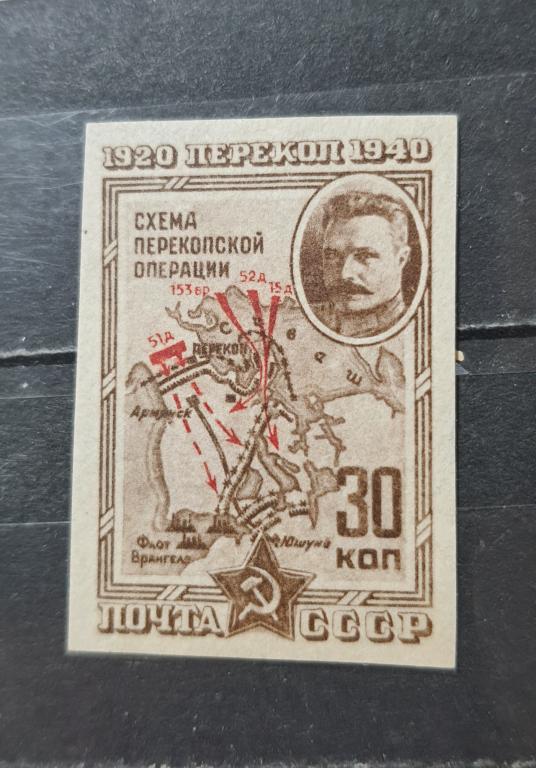 1920 ПЕРЕКОП 1940
СХЕМА
ПЕРЕКОПСКОЙ
ОПЕРАЦИИ
153бр 52д 15д
51д
С и в а ш
ПЕРЕКОП
Армянск
30
коп
Флот
Врангеля
Юшунь
ПОЧТА СССР